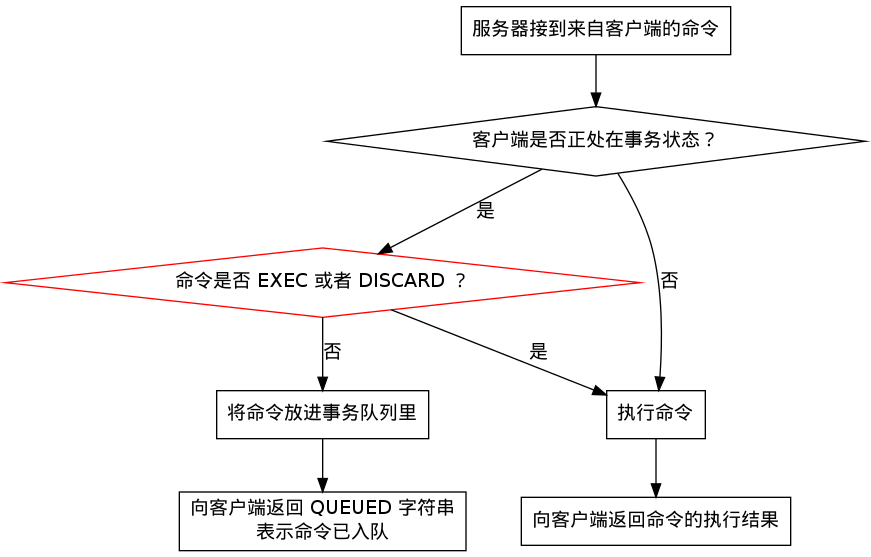 服务器接到来自客户端的命令
客户端是否正处在事务状态？
是
否
命令是否 EXEC 或者 DISCARD ？
否
是
将命令放进事务队列里
执行命令
向客户端返回 QUEUED 字符串
表示命令已入队
向客户端返回命令的执行结果